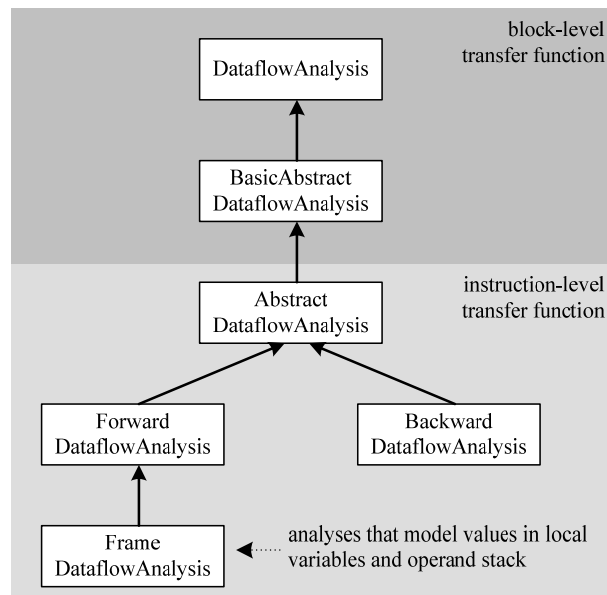 block-level
transfer function
DataflowAnalysis
BasicAbstract
DataflowAnalysis
instruction-level
transfer function
Abstract
DataflowAnalysis
Forward
DataflowAnalysis
Backward
DataflowAnalysis
Frame
DataflowAnalysis
analyses that model values in local
variables and operand stack